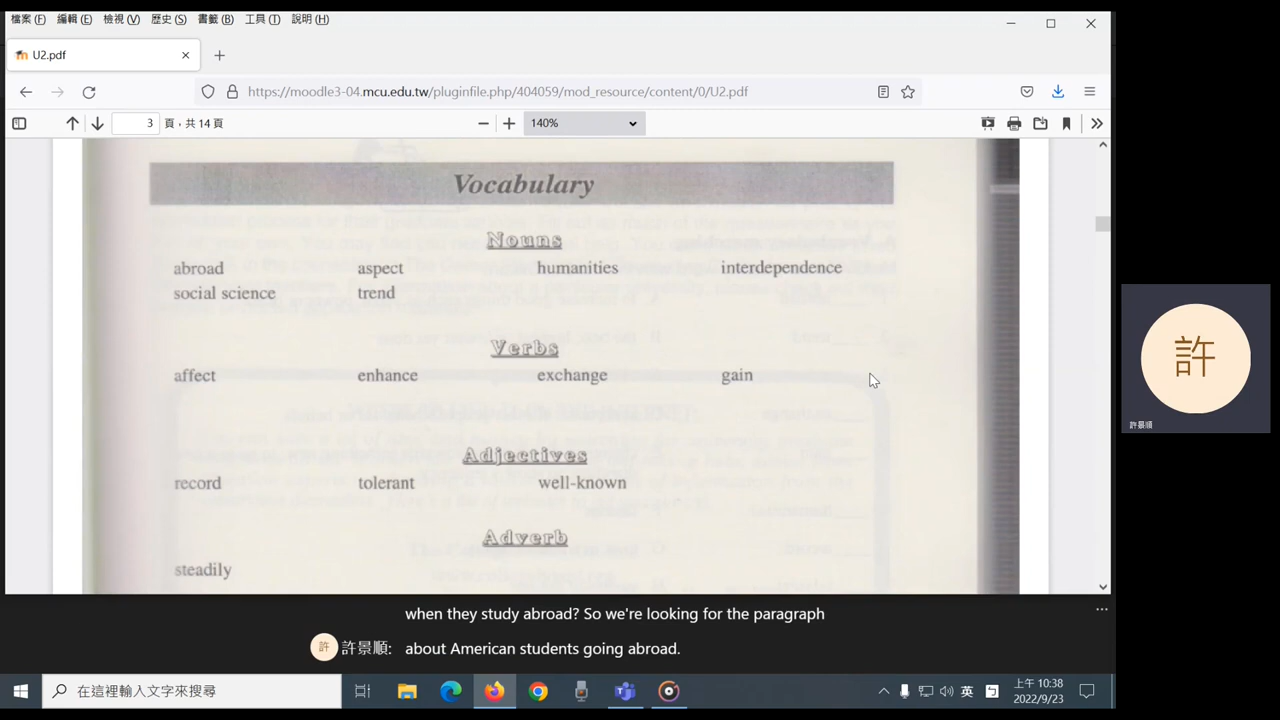 檔案 (F) 編輯 (E) 檢視 (V) 歷史 (S) 書籤 (B) 工具 (T) 說明 (H)
U2.pdf
https://moodle3-04.mcu.edu.tw/pluginfile.php/404059/mod_resource/content/0/U2.pdf
3 頁，共 14 頁
140%
Vocabulary
Nouns
abroad aspect humanities interdependence
social science trend
Verbs
affect enhance exchange gain
Adjectives
record tolerant well-known
Adverb
steadily
許
許景順
when they study abroad? So we're looking for the paragraph
許 許景順: about American students going abroad.
在這裡輸入文字來搜尋
英
上午 10:38
2022/9/23